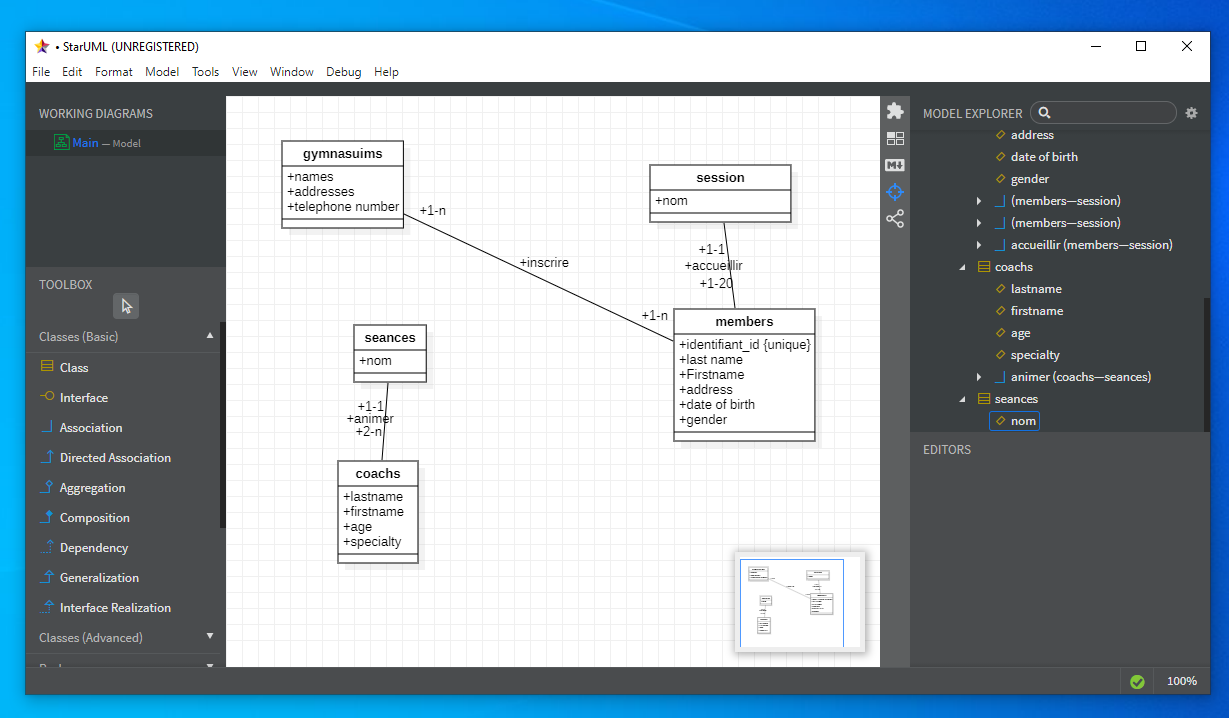 • StarUML (UNREGISTERED)
File Edit Format Model Tools View Window Debug Help
WORKING DIAGRAMS
Main — Model
TOOLBOX
Classes (Basic)
Class
Interface
Association
Directed Association
Aggregation
Composition
Dependency
Generalization
Interface Realization
Classes (Advanced)
gymnasuims
+names
+addresses
+telephone number
+1-n
+inscrire
+1-n
session
+nom
+1-1
+accueillir
+1-20
members
+identifiant_id {unique}
+last name
+Firstname
+address
+date of birth
+gender
seances
+nom
+1-1
+animer
+2-n
coachs
+lastname
+firstname
+age
+specialty
M
MODEL EXPLORER
address
date of birth
gender
(members—session)
(members—session)
accueillir (members—session)
coachs
lastname
firstname
age
specialty
animer (coachs—seances)
seances
nom
EDITORS
100%